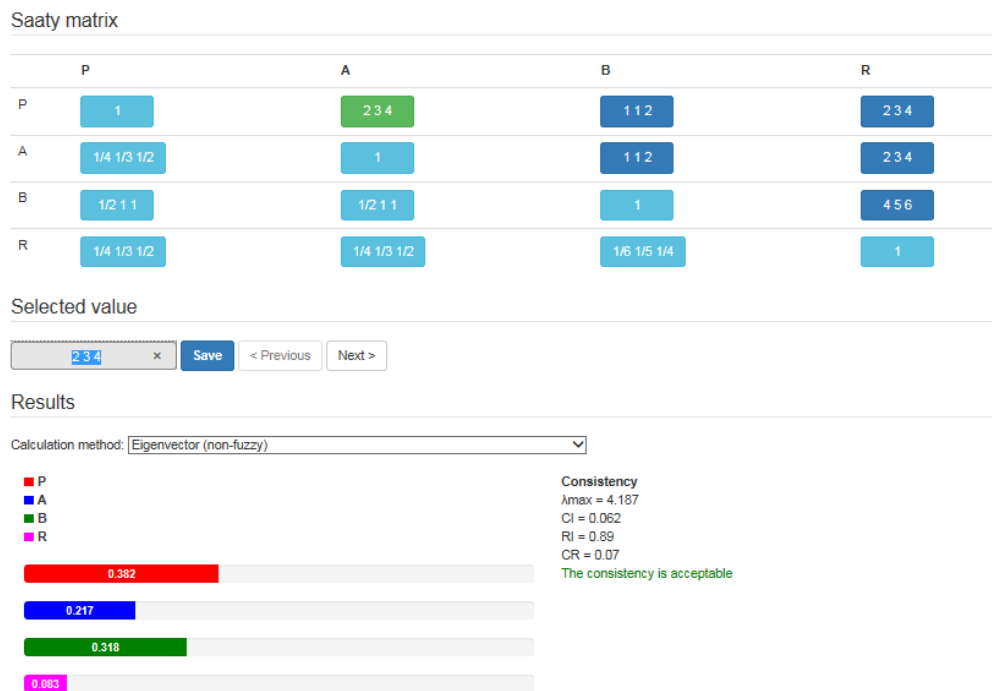 Saaty matrix
P A B R
P 1 2 3 4 1 1 2 2 3 4
A 1/4 1/3 1/2 1 1 1 2 2 3 4
B 1/2 1 1 1/2 1 1 1 4 5 6
R 1/4 1/3 1/2 1/4 1/3 1/2 1/6 1/5 1/4 1
Selected value
2 3 4 × Save < Previous Next >
Results
Calculation method: Eigenvector (non-fuzzy)
P
A
B
R
Consistency
λmax = 4.187
CI = 0.062
RI = 0.89
CR = 0.07
The consistency is acceptable
0.382
0.217
0.318
0.083